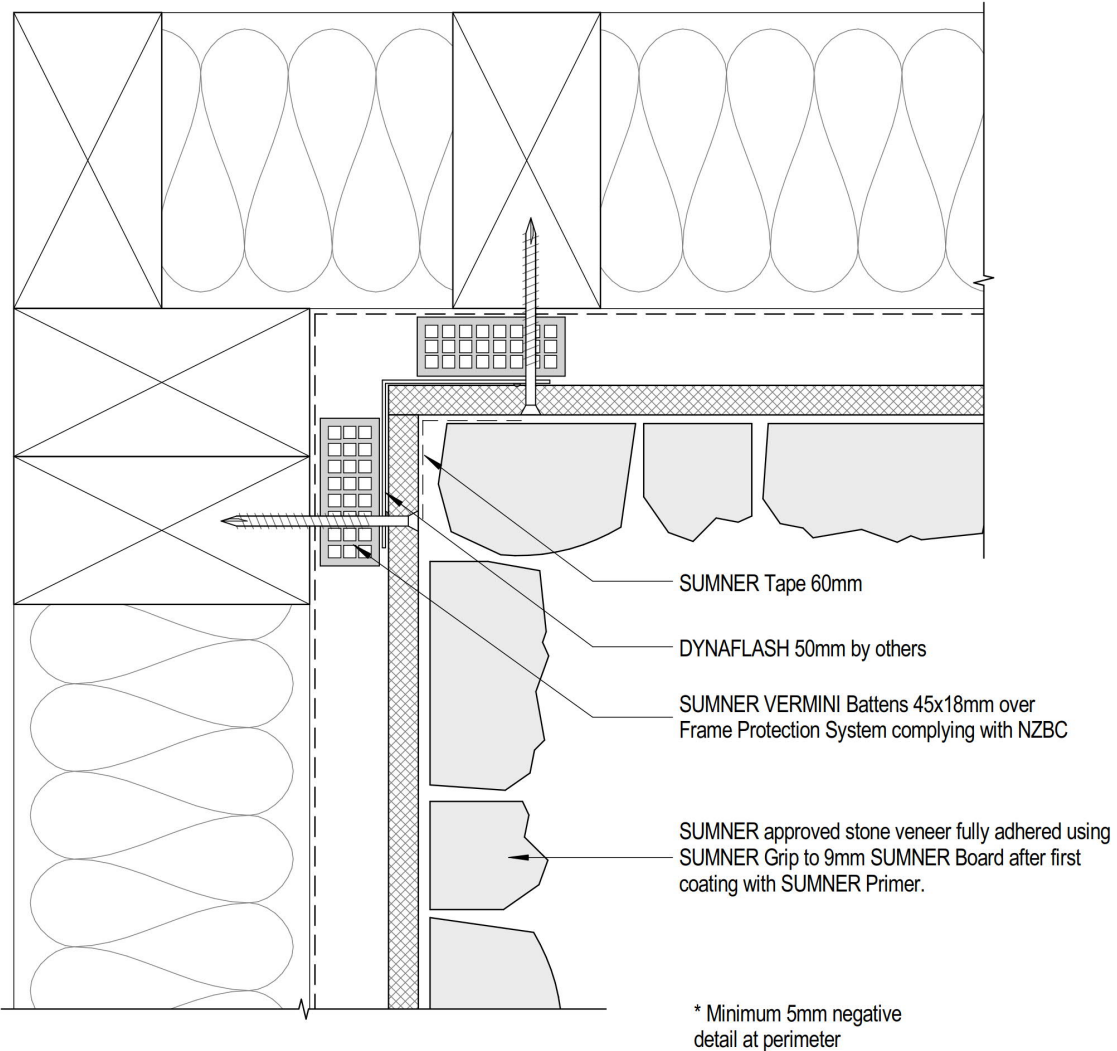 SUMNER Tape 60mm
DYNAFLASH 50mm by others
SUMNER VERMINI Battens 45x18mm over
Frame Protection System complying with NZBC
SUMNER approved stone veneer fully adhered using
SUMNER Grip to 9mm SUMNER Board after first
coating with SUMNER Primer.
* Minimum 5mm negative
detail at perimeter